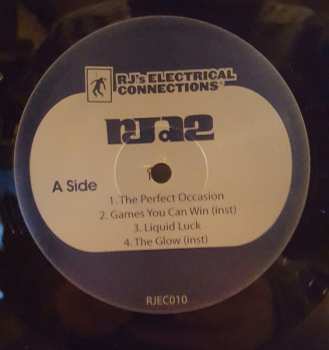 RJ's ELECTRICAL
CONNECTIONS
RJD2
A Side
1. The Perfect Occasion
2. Games You Can Win (inst)
3. Liquid Luck
4. The Glow (inst)
RJEC010